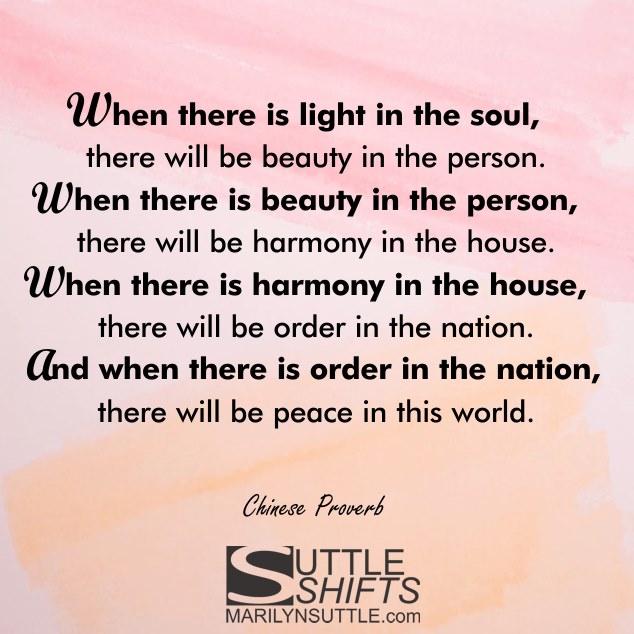 When there is light in the soul,
there will be beauty in the person.
When there is beauty in the person,
there will be harmony in the house.
When there is harmony in the house,
there will be order in the nation.
And when there is order in the nation,
there will be peace in this world.
Chinese Proverb
SUTTLE
SHIFTS
MARILYNSUTTLE.com